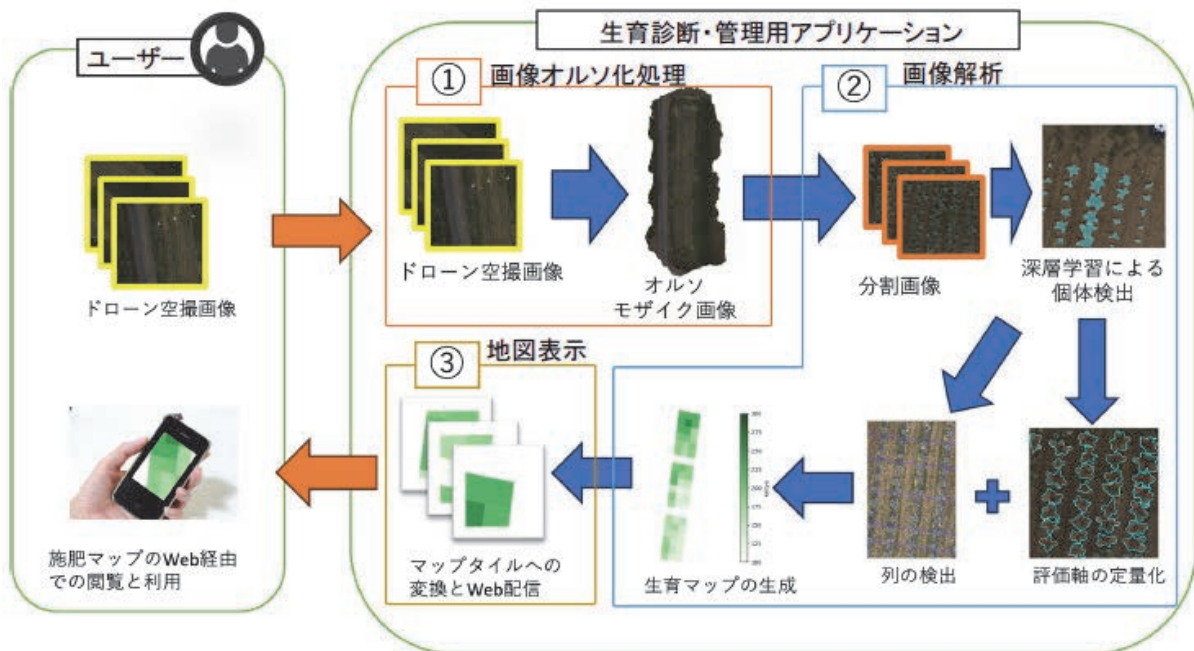 ユーザー
生育診断・管理用アプリケーション
① 画像オルソ化処理
② 画像解析
ドローン空撮画像
ドローン空撮画像
オルソ
モザイク画像
分割画像
深層学習による
個体検出
③ 地図表示
施肥マップのWeb経由
での閲覧と利用
マップタイルへの
変換とWeb配信
生育マップの生成
列の検出
評価軸の定量化